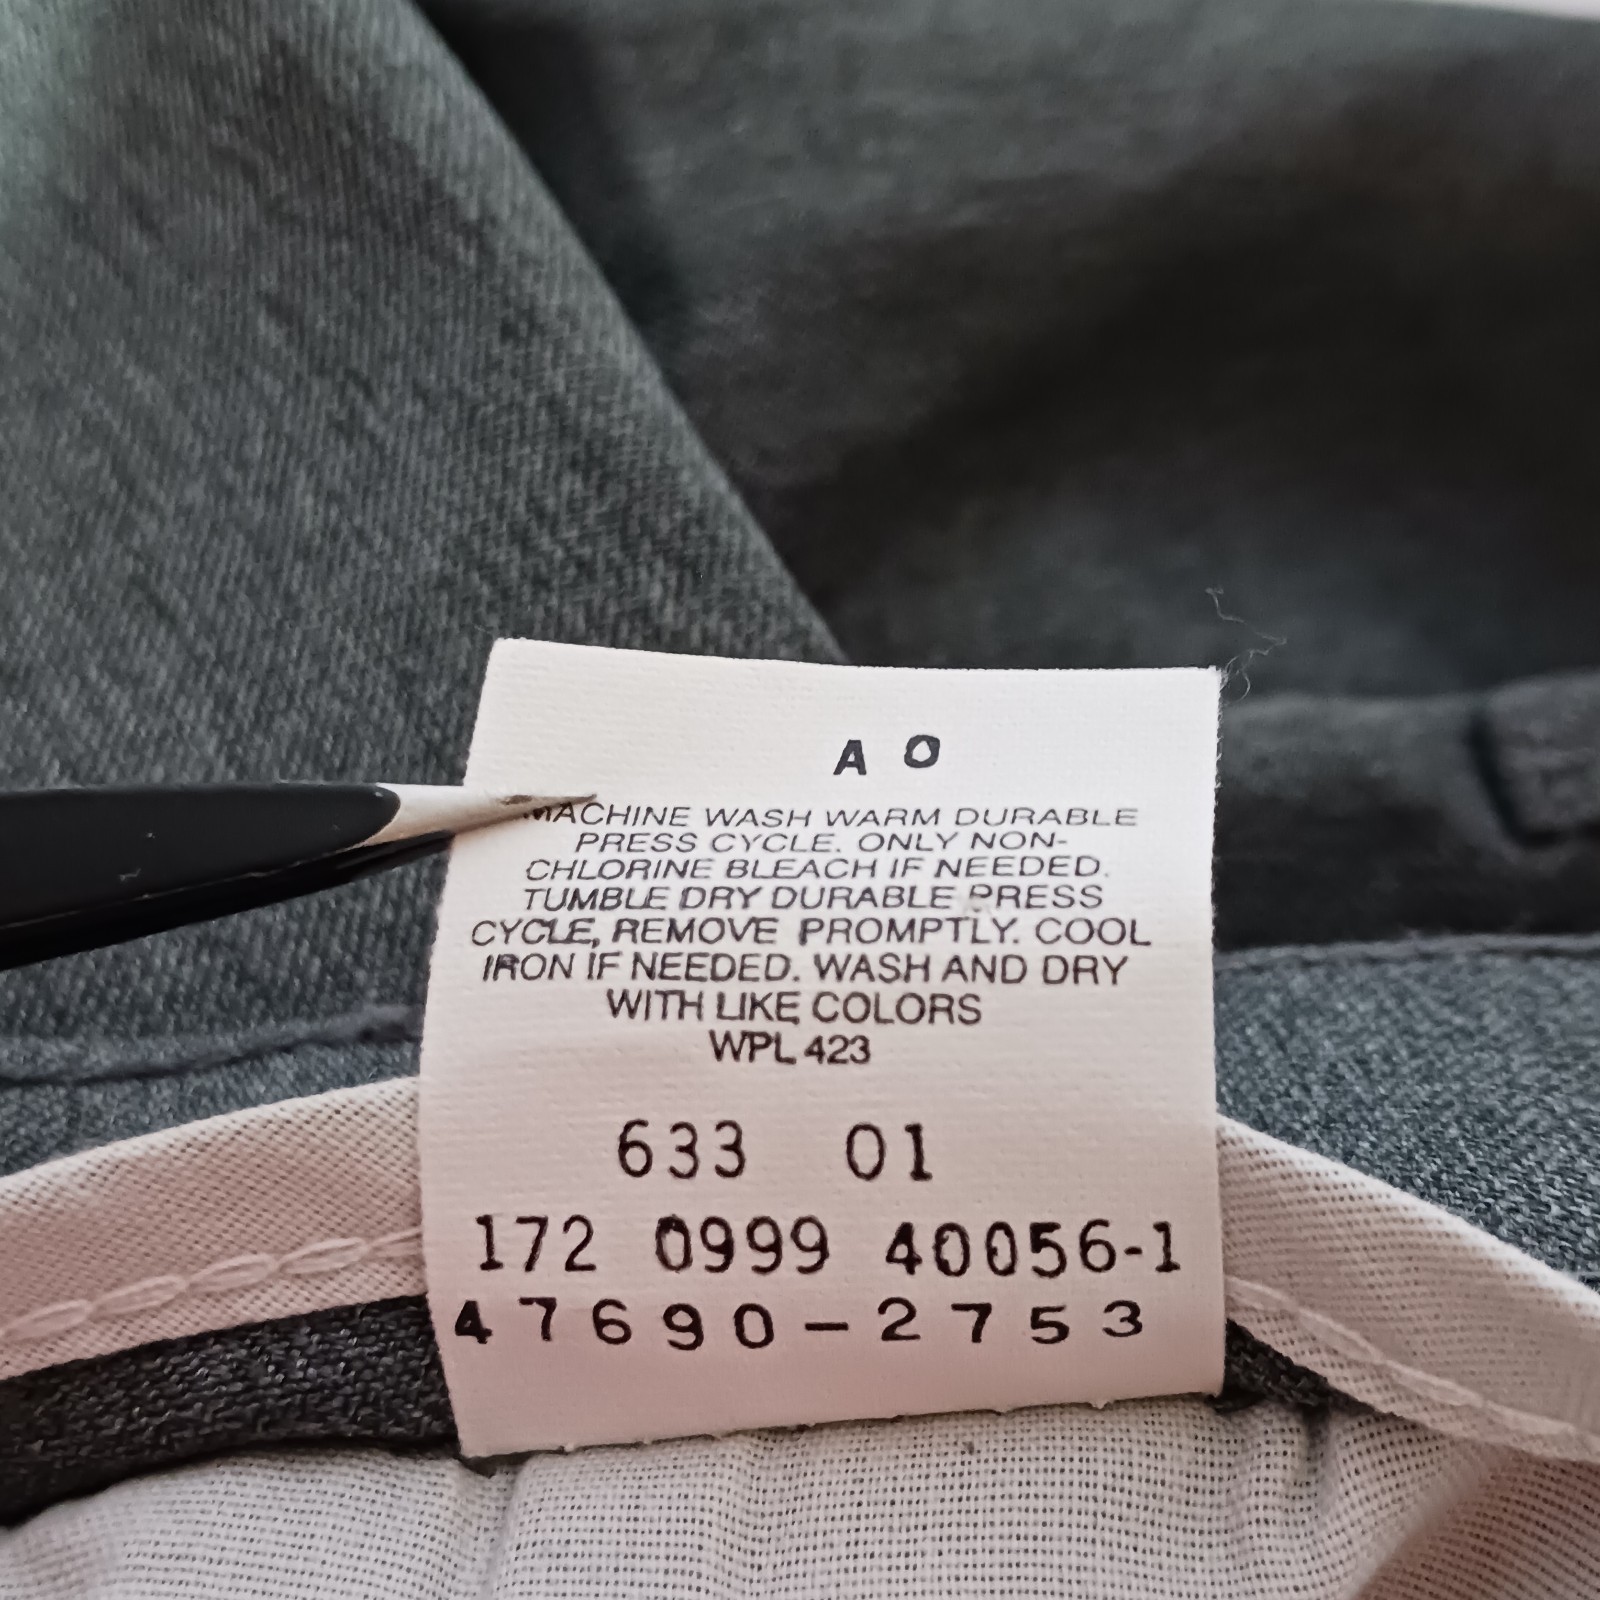 A O
MACHINE WASH WARM DURABLE
PRESS CYCLE. ONLY NON-
CHLORINE BLEACH IF NEEDED.
TUMBLE DRY DURABLE PRESS
CYCLE, REMOVE PROMPTLY. COOL
IRON IF NEEDED. WASH AND DRY
WITH LIKE COLORS
WPL 423
633 01
172 0999 40056-1
47690-2753